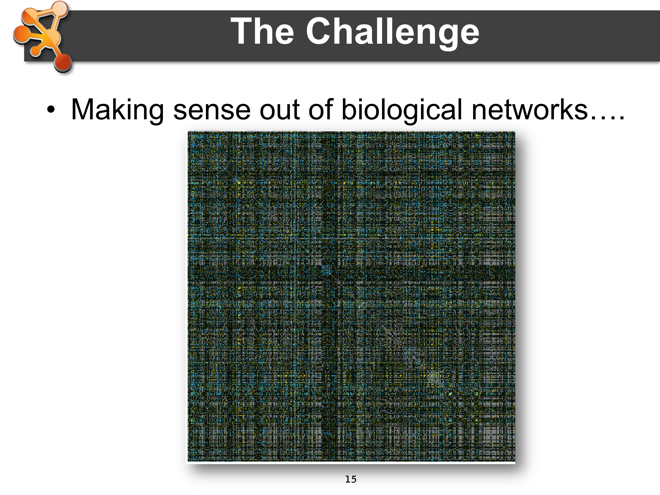 The Challenge
• Making sense out of biological networks….
15